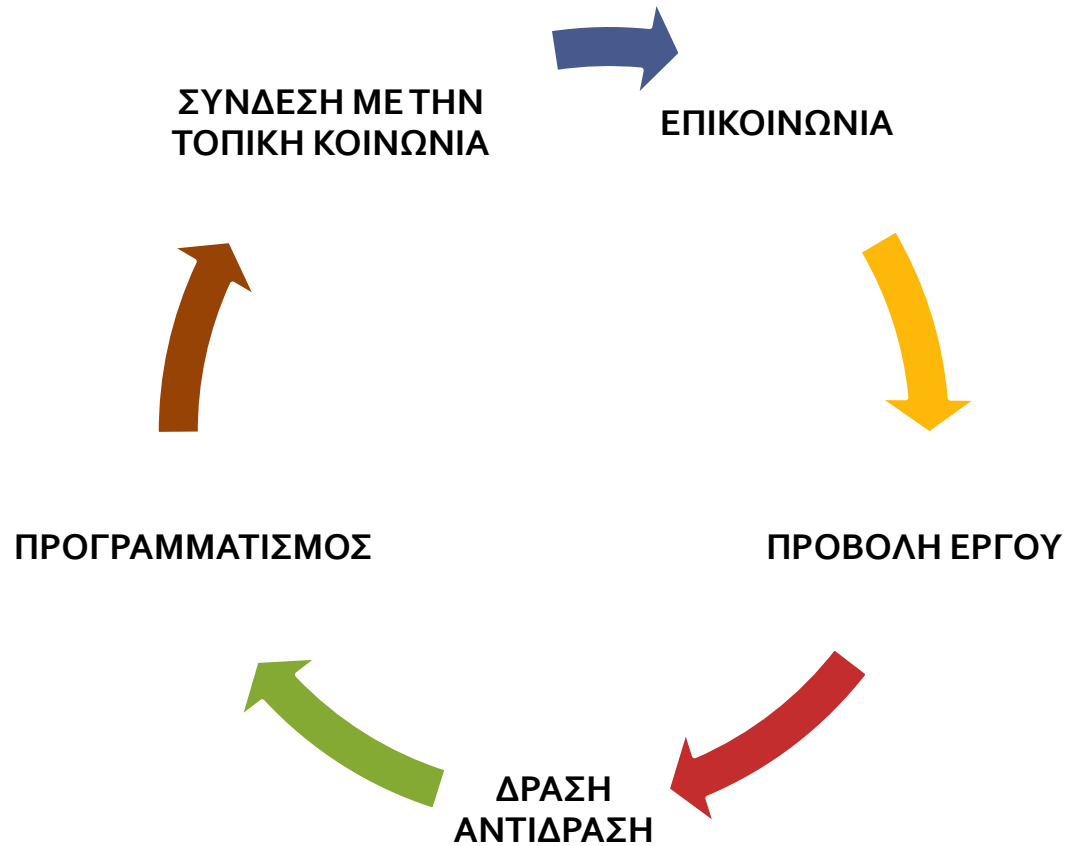 ΣΥΝΔΕΣΗ ΜΕ ΤΗΝ
ΤΟΠΙΚΗ ΚΟΙΝΩΝΙΑ
ΕΠΙΚΟΙΝΩΝΙΑ
ΠΡΟΒΟΛΗ ΕΡΓΟΥ
ΔΡΑΣΗ
ΑΝΤΙΔΡΑΣΗ
ΠΡΟΓΡΑΜΜΑΤΙΣΜΟΣ